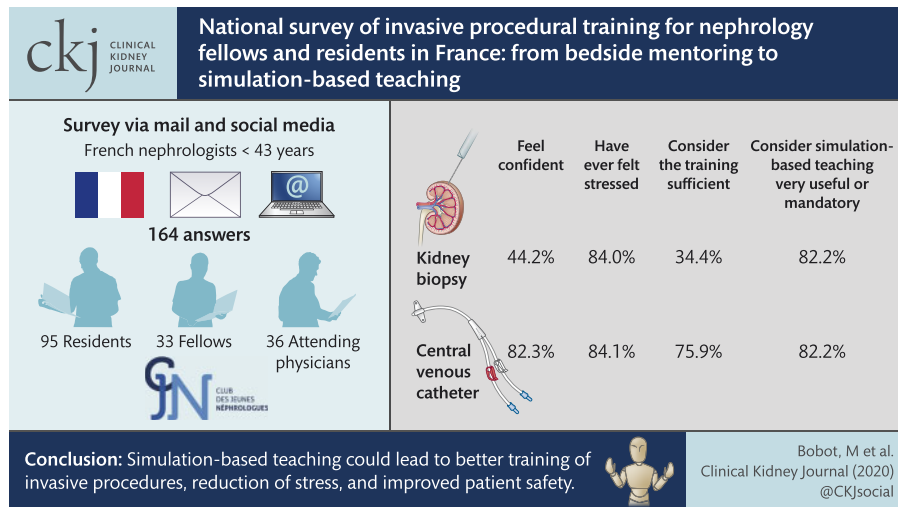 ckj CLINICAL
KIDNEY
JOURNAL
National survey of invasive procedural training for nephrology
fellows and residents in France: from bedside mentoring to
simulation-based teaching
Survey via mail and social media
French nephrologists < 43 years
@
164 answers
95 Residents
33 Fellows
36 Attending
physicians
CJN
CLUB
DES JEUNES
NÉPHROLOGUES
Feel
confident
Have
ever felt
stressed
Consider
the training
sufficient
Consider simulation-
based teaching
very useful or
mandatory
Kidney
biopsy
44.2% 84.0% 34.4% 82.2%
Central
venous
catheter
82.3% 84.1% 75.9% 82.2%
Conclusion: Simulation-based teaching could lead to better training of
invasive procedures, reduction of stress, and improved patient safety.
Bobot, M et al.
Clinical Kidney Journal (2020)
@CKJsocial